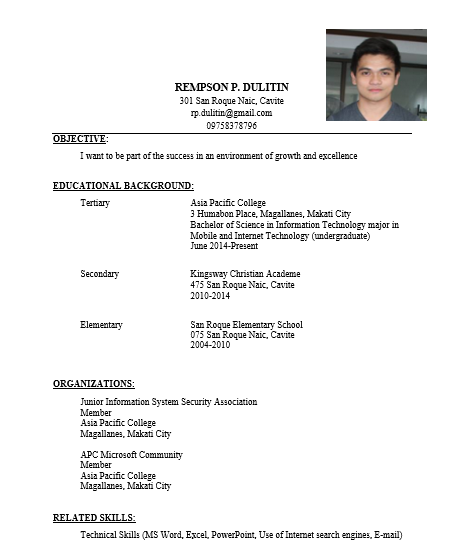 REMPSON P. DULITIN
301 San Roque Naic, Cavite
rp.dulitin@gmail.com
09758378796
OBJECTIVE:
I want to be part of the success in an environment of growth and excellence
EDUCATIONAL BACKGROUND:
Tertiary Asia Pacific College
3 Humabon Place, Magallanes, Makati City
Bachelor of Science in Information Technology major in
Mobile and Internet Technology (undergraduate)
June 2014-Present
Secondary Kingsway Christian Academe
475 San Roque Naic, Cavite
2010-2014
Elementary San Roque Elementary School
075 San Roque Naic, Cavite
2004-2010
ORGANIZATIONS:
Junior Information System Security Association
Member
Asia Pacific College
Magallanes, Makati City
APC Microsoft Community
Member
Asia Pacific College
Magallanes, Makati City
RELATED SKILLS:
Technical Skills (MS Word, Excel, PowerPoint, Use of Internet search engines, E-mail)